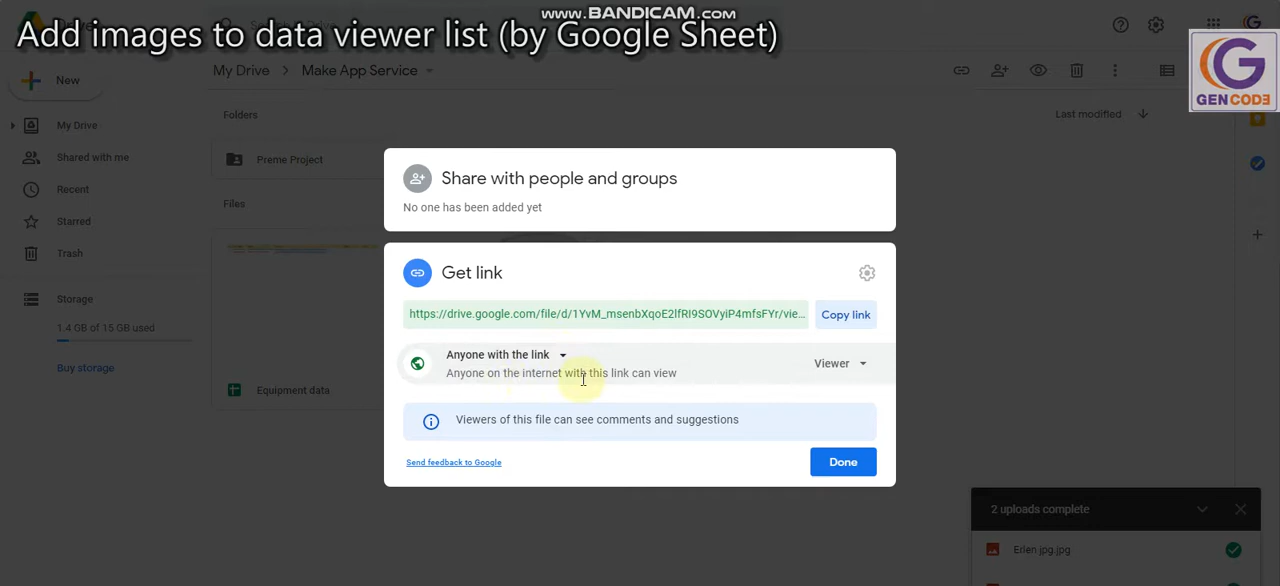 www.BANDICAM.com
Add images to data viewer list (by Google Sheet)
GENCODE
New
My Drive
Make App Service
Folders
Last modified
My Drive
Shared with me
Recent
Starred
Trash
Storage
1.4 GB of 15 GB used
Buy storage
Preme Project
Files
Equipment data
Share with people and groups
No one has been added yet
Get link
https://drive.google.com/file/d/1YvM_msenbXqoE2lfRI9SOVyiP4mfsFYr/vie...
Copy link
Anyone with the link
Anyone on the internet with this link can view
Viewer
Viewers of this file can see comments and suggestions
Send feedback to Google
Done
2 uploads complete
Erlen jpg.jpg